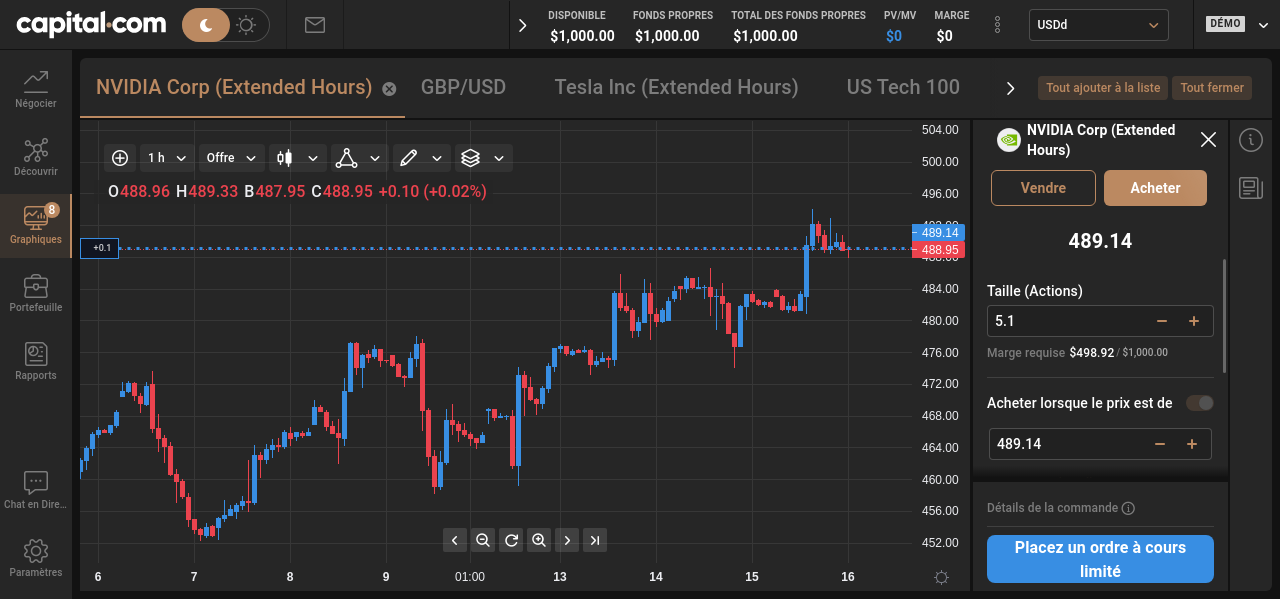 capital.com
DISPONIBLE
$1,000.00
FONDS PROPRES
$1,000.00
TOTAL DES FONDS PROPRES
$1,000.00
PV/MV
$0
MARGE
$0
USDd
DÉMO
Négocier
Découvrir
8
Graphiques
Portefeuille
Rapports
Chat en Dire...
Paramètres
NVIDIA Corp (Extended Hours)
GBP/USD
Tesla Inc (Extended Hours)
US Tech 100
Tout ajouter à la liste
Tout fermer
1 h
Offre
O488.96 H489.33 B487.95 C488.95 +0.10 (+0.02%)
+0.1
504.00
500.00
496.00
492.00
489.14
488.95
488.00
484.00
480.00
476.00
472.00
468.00
464.00
460.00
456.00
452.00
6
7
8
9
01:00
13
14
15
16
NVIDIA Corp (Extended
Hours)
Vendre
Acheter
489.14
Taille (Actions)
5.1
Marge requise $498.92 / $1,000.00
Acheter lorsque le prix est de
489.14
Détails de la commande
Placez un ordre à cours
limité